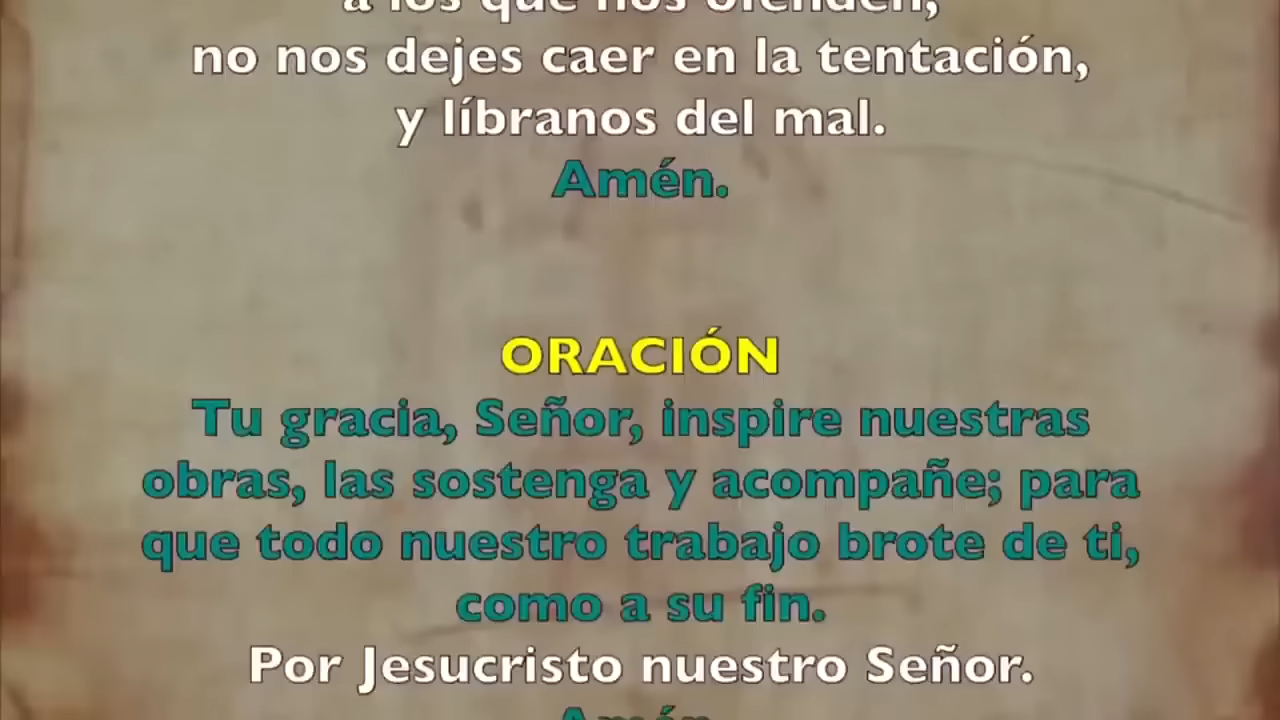 a los que nos ofenden,
no nos dejes caer en la tentación,
y líbranos del mal.
Amén.
ORACIÓN
Tu gracia, Señor, inspire nuestras
obras, las sostenga y acompañe; para
que todo nuestro trabajo brote de ti,
como a su fin.
Por Jesucristo nuestro Señor.
Amén.